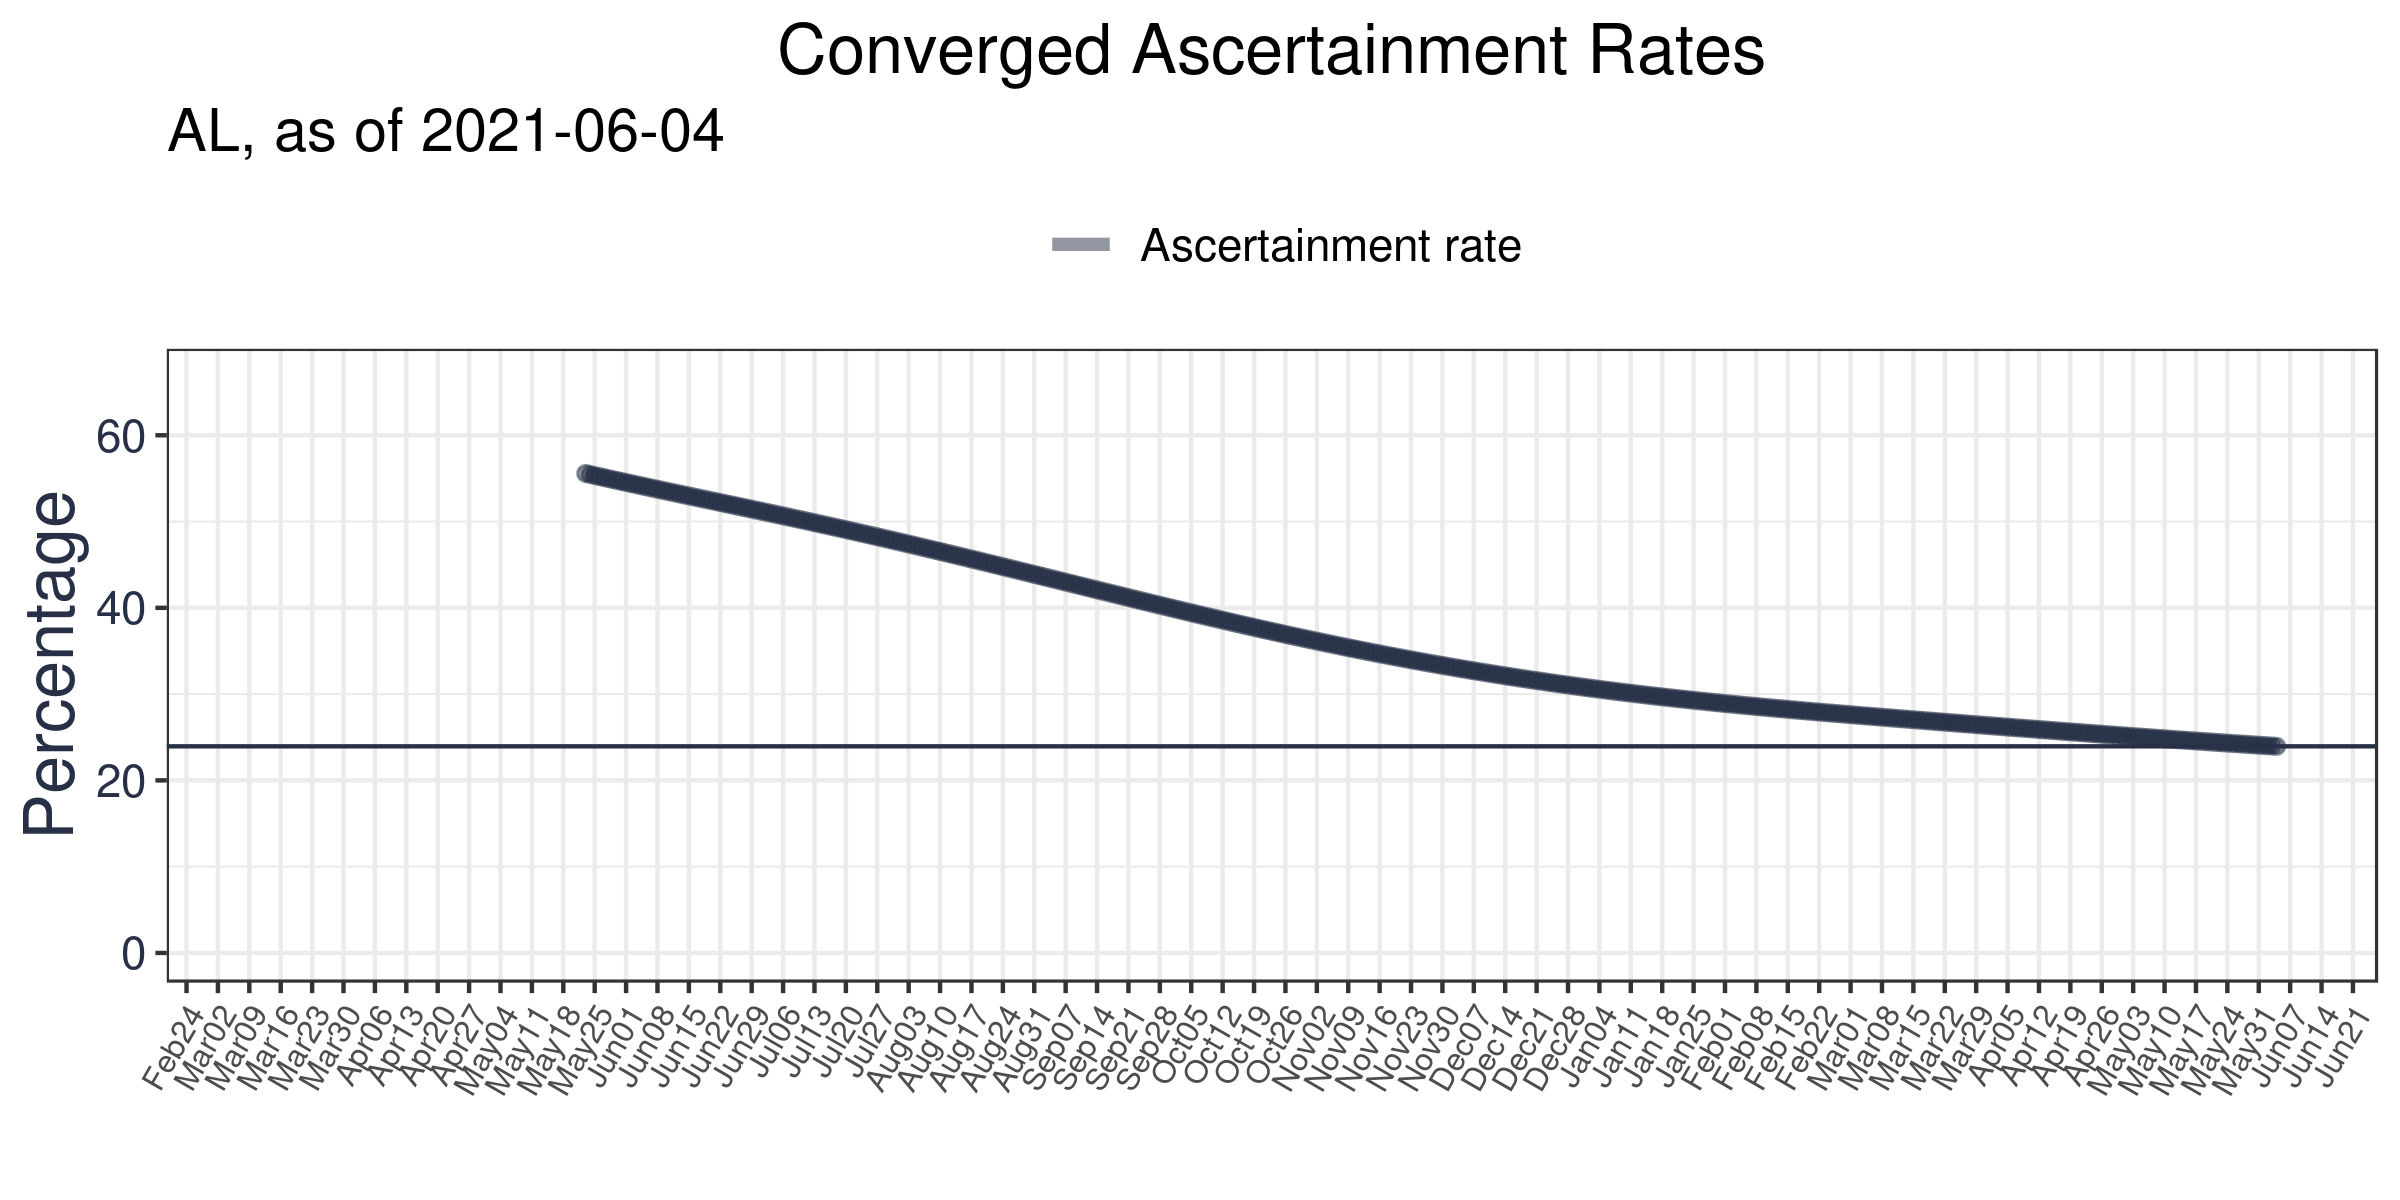 Converged Ascertainment Rates
AL, as of 2021-06-04
Ascertainment rate
Percentage
60
40
20
0
Feb24
Mar02
Mar09
Mar16
Mar23
Mar30
Apr06
Apr13
Apr20
Apr27
May04
May11
May18
May25
Jun01
Jun08
Jun15
Jun22
Jun29
Jul06
Jul13
Jul20
Jul27
Aug03
Aug10
Aug17
Aug24
Aug31
Sep07
Sep14
Sep21
Sep28
Oct05
Oct12
Oct19
Oct26
Nov02
Nov09
Nov16
Nov23
Nov30
Dec07
Dec14
Dec21
Dec28
Jan04
Jan11
Jan18
Jan25
Feb01
Feb08
Feb15
Feb22
Mar01
Mar08
Mar15
Mar22
Mar29
Apr05
Apr12
Apr19
Apr26
May03
May10
May17
May24
May31
Jun07
Jun14
Jun21